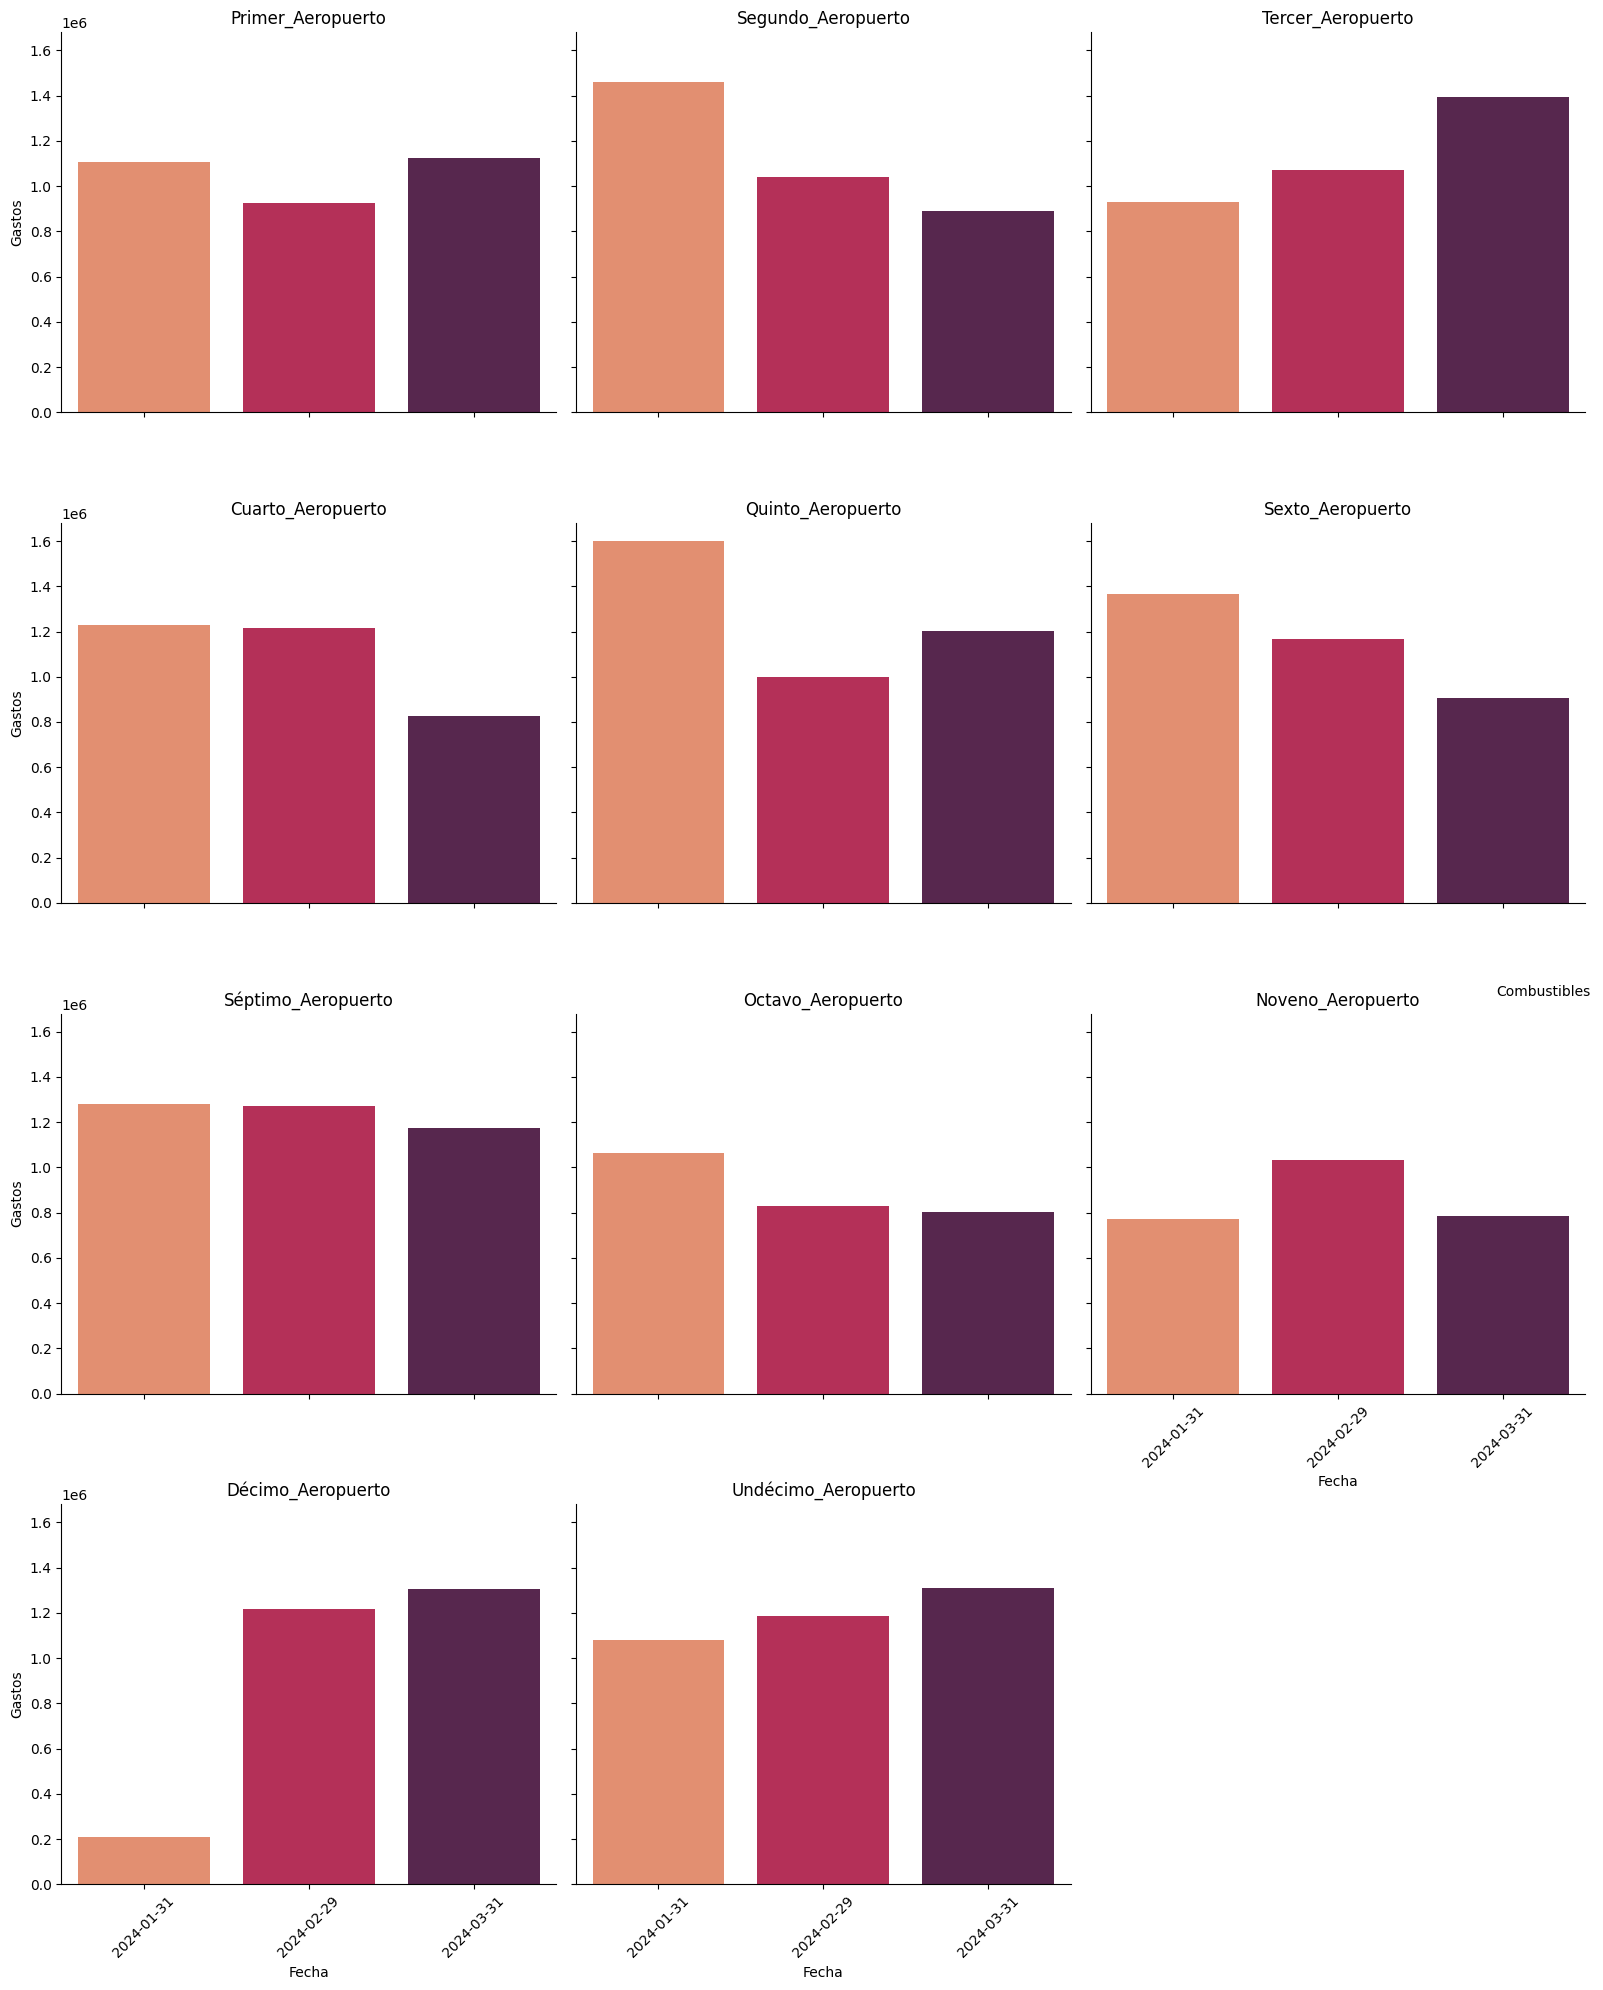 Primer_Aeropuerto
Segundo_Aeropuerto
Tercer_Aeropuerto
1e6
1.6
1.4
1.2
1.0
0.8
0.6
0.4
0.2
0.0
Gastos
Cuarto_Aeropuerto
Quinto_Aeropuerto
Sexto_Aeropuerto
1e6
1.6
1.4
1.2
1.0
0.8
0.6
0.4
0.2
0.0
Gastos
Combustibles
Séptimo_Aeropuerto
Octavo_Aeropuerto
Noveno_Aeropuerto
1e6
1.6
1.4
1.2
1.0
0.8
0.6
0.4
0.2
0.0
Gastos
2024-01-31
2024-02-29
2024-03-31
Fecha
Décimo_Aeropuerto
Undécimo_Aeropuerto
1e6
1.6
1.4
1.2
1.0
0.8
0.6
0.4
0.2
0.0
Gastos
2024-01-31
2024-02-29
2024-03-31
Fecha
2024-01-31
2024-02-29
2024-03-31
Fecha